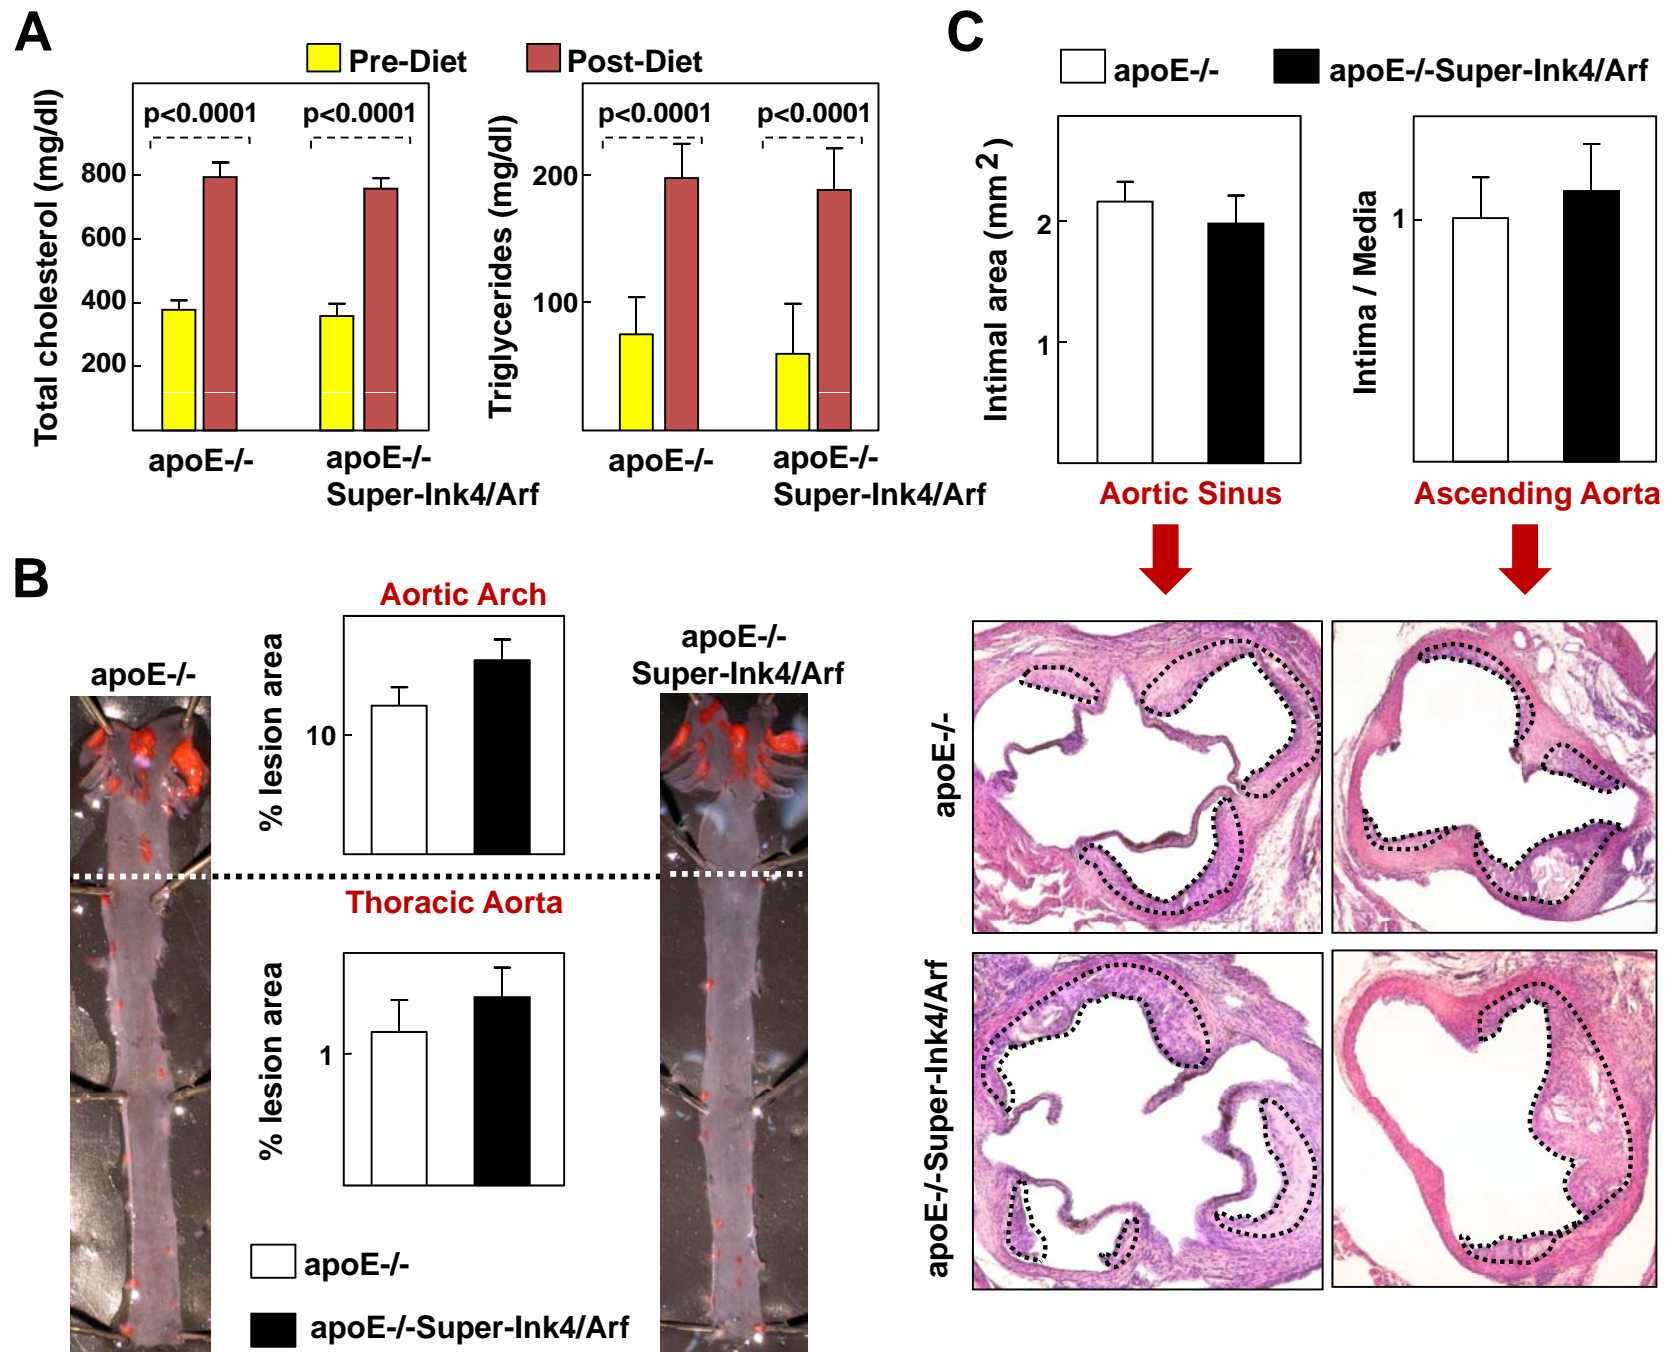 A
Pre-Diet
Post-Diet
Total cholesterol (mg/dl)
800
600
400
200
p<0.0001
p<0.0001
apoE-/-
apoE-/-
Super-Ink4/Arf
Triglycerides (mg/dl)
200
100
p<0.0001
p<0.0001
apoE-/-
apoE-/-
Super-Ink4/Arf
B
apoE-/-
Aortic Arch
% lesion area
10
apoE-/-
Super-Ink4/Arf
Thoracic Aorta
% lesion area
1
apoE-/-
apoE-/-Super-Ink4/Arf
C
apoE-/-
apoE-/-Super-Ink4/Arf
Intimal area (mm2)
2
1
Aortic Sinus
Intima / Media
1
Ascending Aorta
apoE-/-
apoE-/-Super-Ink4/Arf